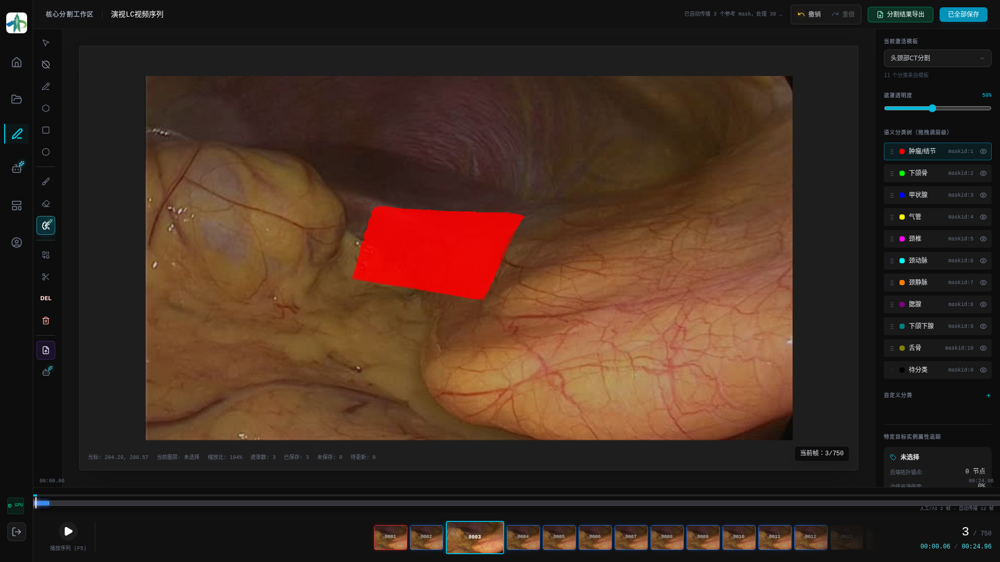 核心分割工作区
演视LC视频序列
已自动传播 3 个参考 mask，处理 39 …
撤销
重做
分割结果导出
已全部保存
当前激活模板
头颈部CT分割
11 个分类来自模板
遮罩透明度
50%
语义分类树（拖拽调层级）
肿瘤/结节 maskid:1
下颌骨 maskid:2
甲状腺 maskid:3
气管 maskid:4
颈椎 maskid:5
颈动脉 maskid:6
颈静脉 maskid:7
腮腺 maskid:8
下颌下腺 maskid:9
舌骨 maskid:10
待分类 maskid:0
自定义分类
特定目标实例属性追踪
未选择
后端拓扑锚点: 0 节点
边缘平滑强度: 0%
DEL
光标: 204.29, 200.57 当前图层: 未选择 缩放比: 194% 遮罩数: 3 已保存: 3 未保存: 0 待更新: 0
当前帧：3/750
00:00.06
00:24.96
人工/AI 2 帧 · 自动传播 12 帧
GPU
播放序列 (F5)
0001 0002 0003 0004 0005 0006 0007 0008 0009 0010 0011 0012 0013
3 / 750
00:00.06 / 00:24.96